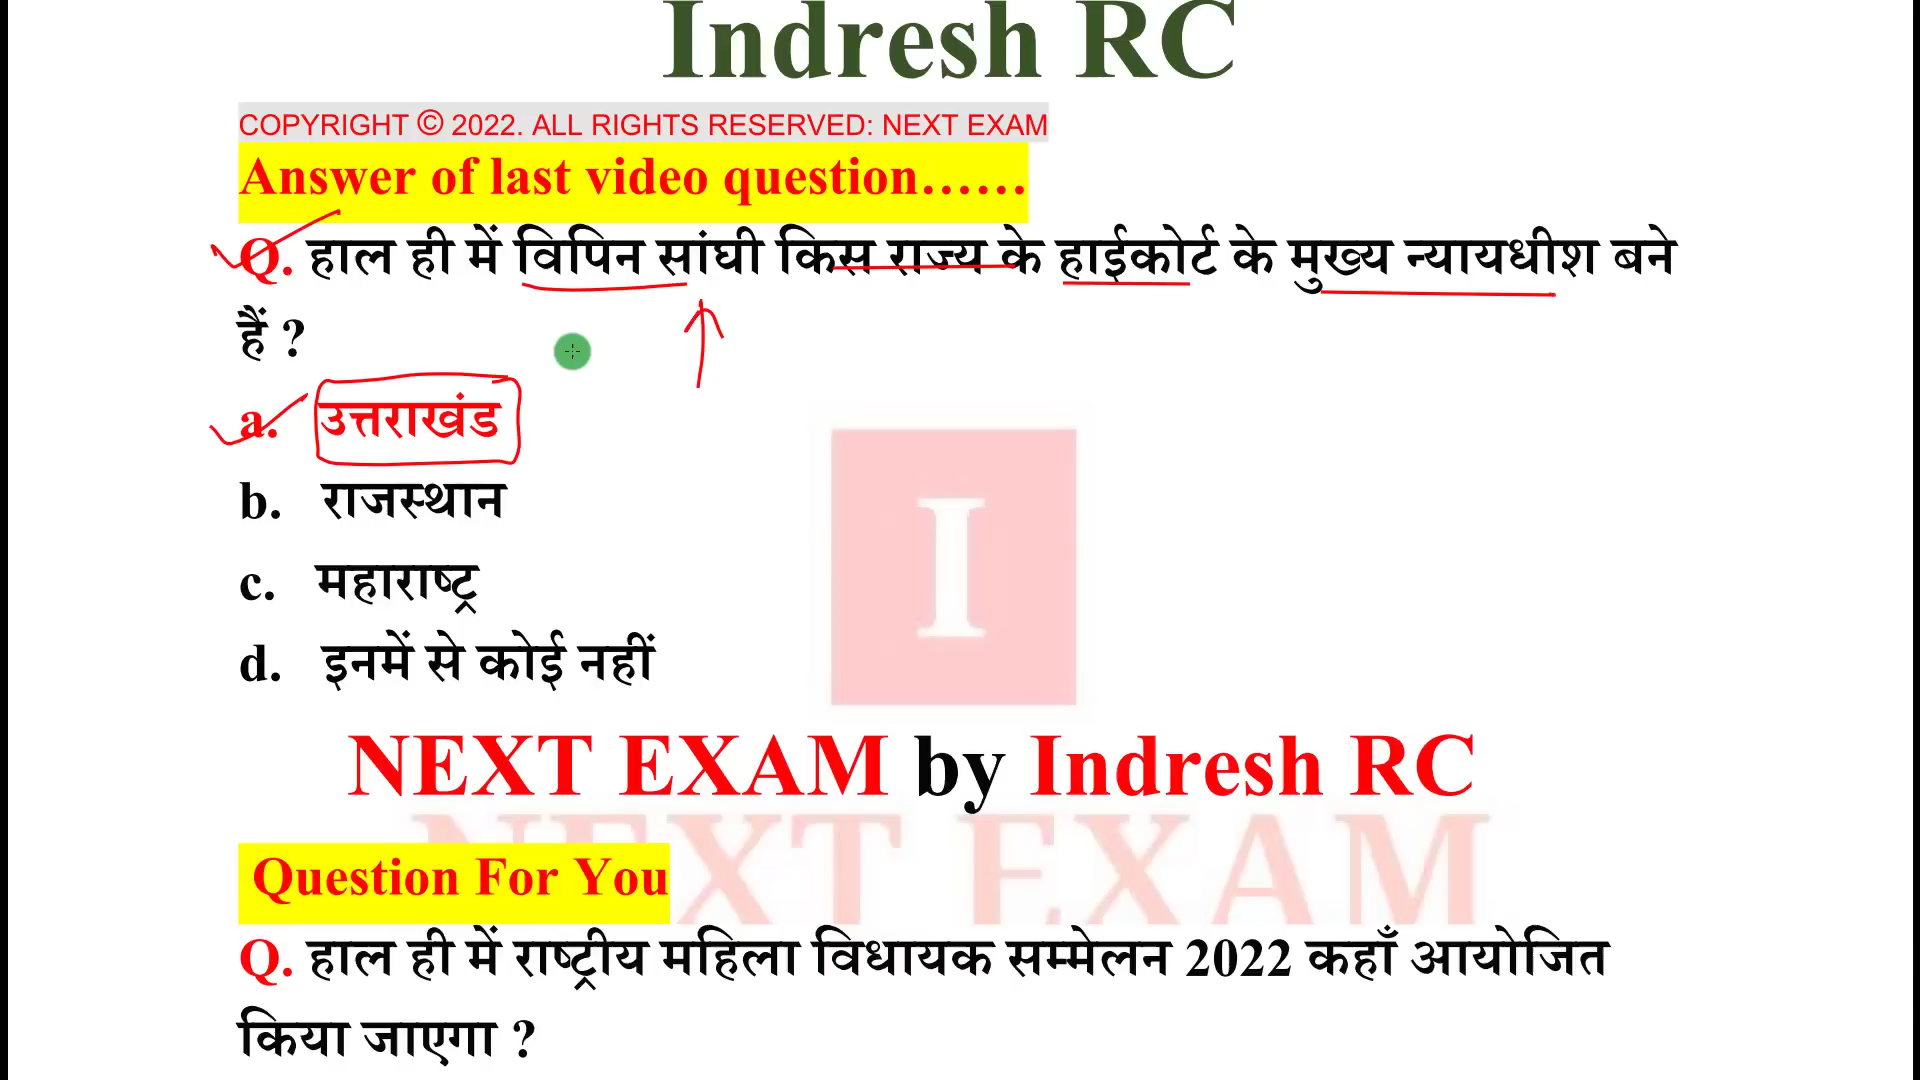 Indresh RC
COPYRIGHT © 2022. ALL RIGHTS RESERVED: NEXT EXAM
Answer of last video question……
Q. हाल ही में विपिन सांघी किस राज्य के हाईकोर्ट के मुख्य न्यायधीश बने
हैं ?
a. उत्तराखंड
b. राजस्थान
c. महाराष्ट्र
d. इनमें से कोई नहीं
I
NEXT EXAM by Indresh RC
NEXT EXAM
Question For You
Q. हाल ही में राष्ट्रीय महिला विधायक सम्मेलन 2022 कहाँ आयोजित
किया जाएगा ?